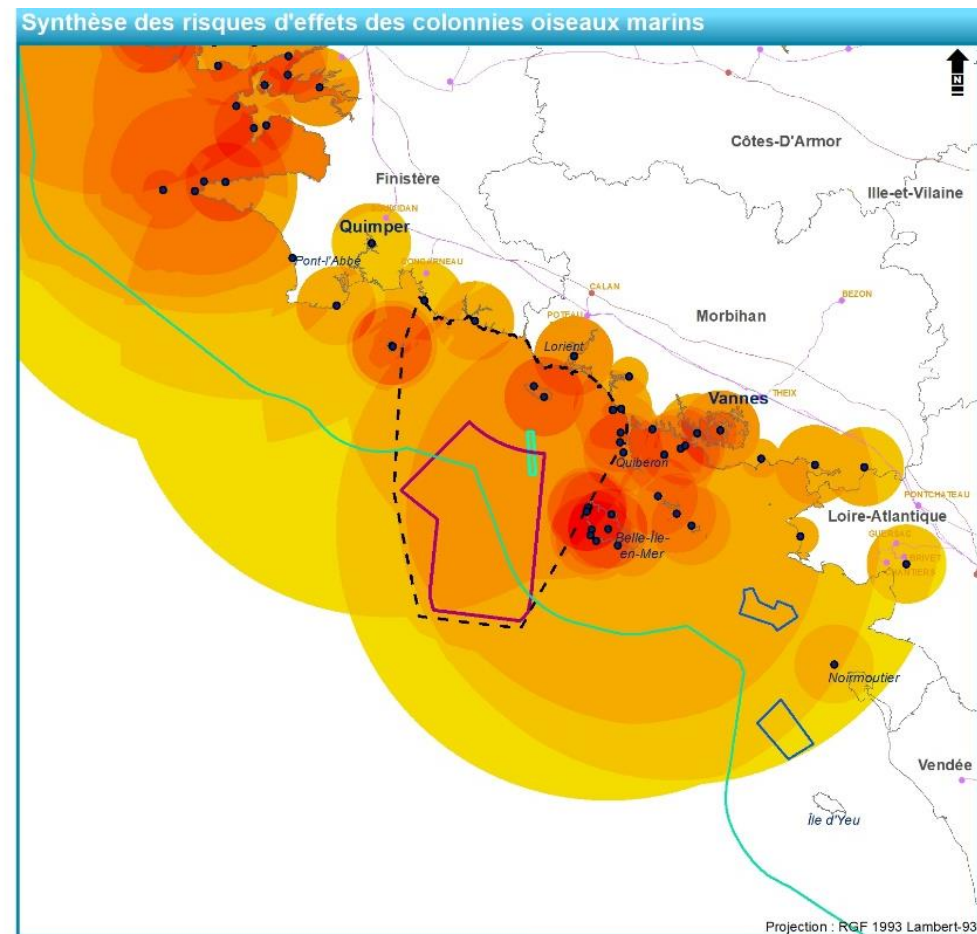 Synthèse des risques d'effets des colonnies oiseaux marins
N
Côtes-D'Armor
Finistère
Ille-et-Vilaine
Quimper
Pont-l'Abbé
CALAN
BEZON
POTEAU
Morbihan
Lorient
Vannes
THEIX
Quiberon
PONTCHATEAU
Loire-Atlantique
Belle-Île-
en-Mer
Noirmoutier
Vendée
Île d'Yeu
Projection : RGF 1993 Lambert-93